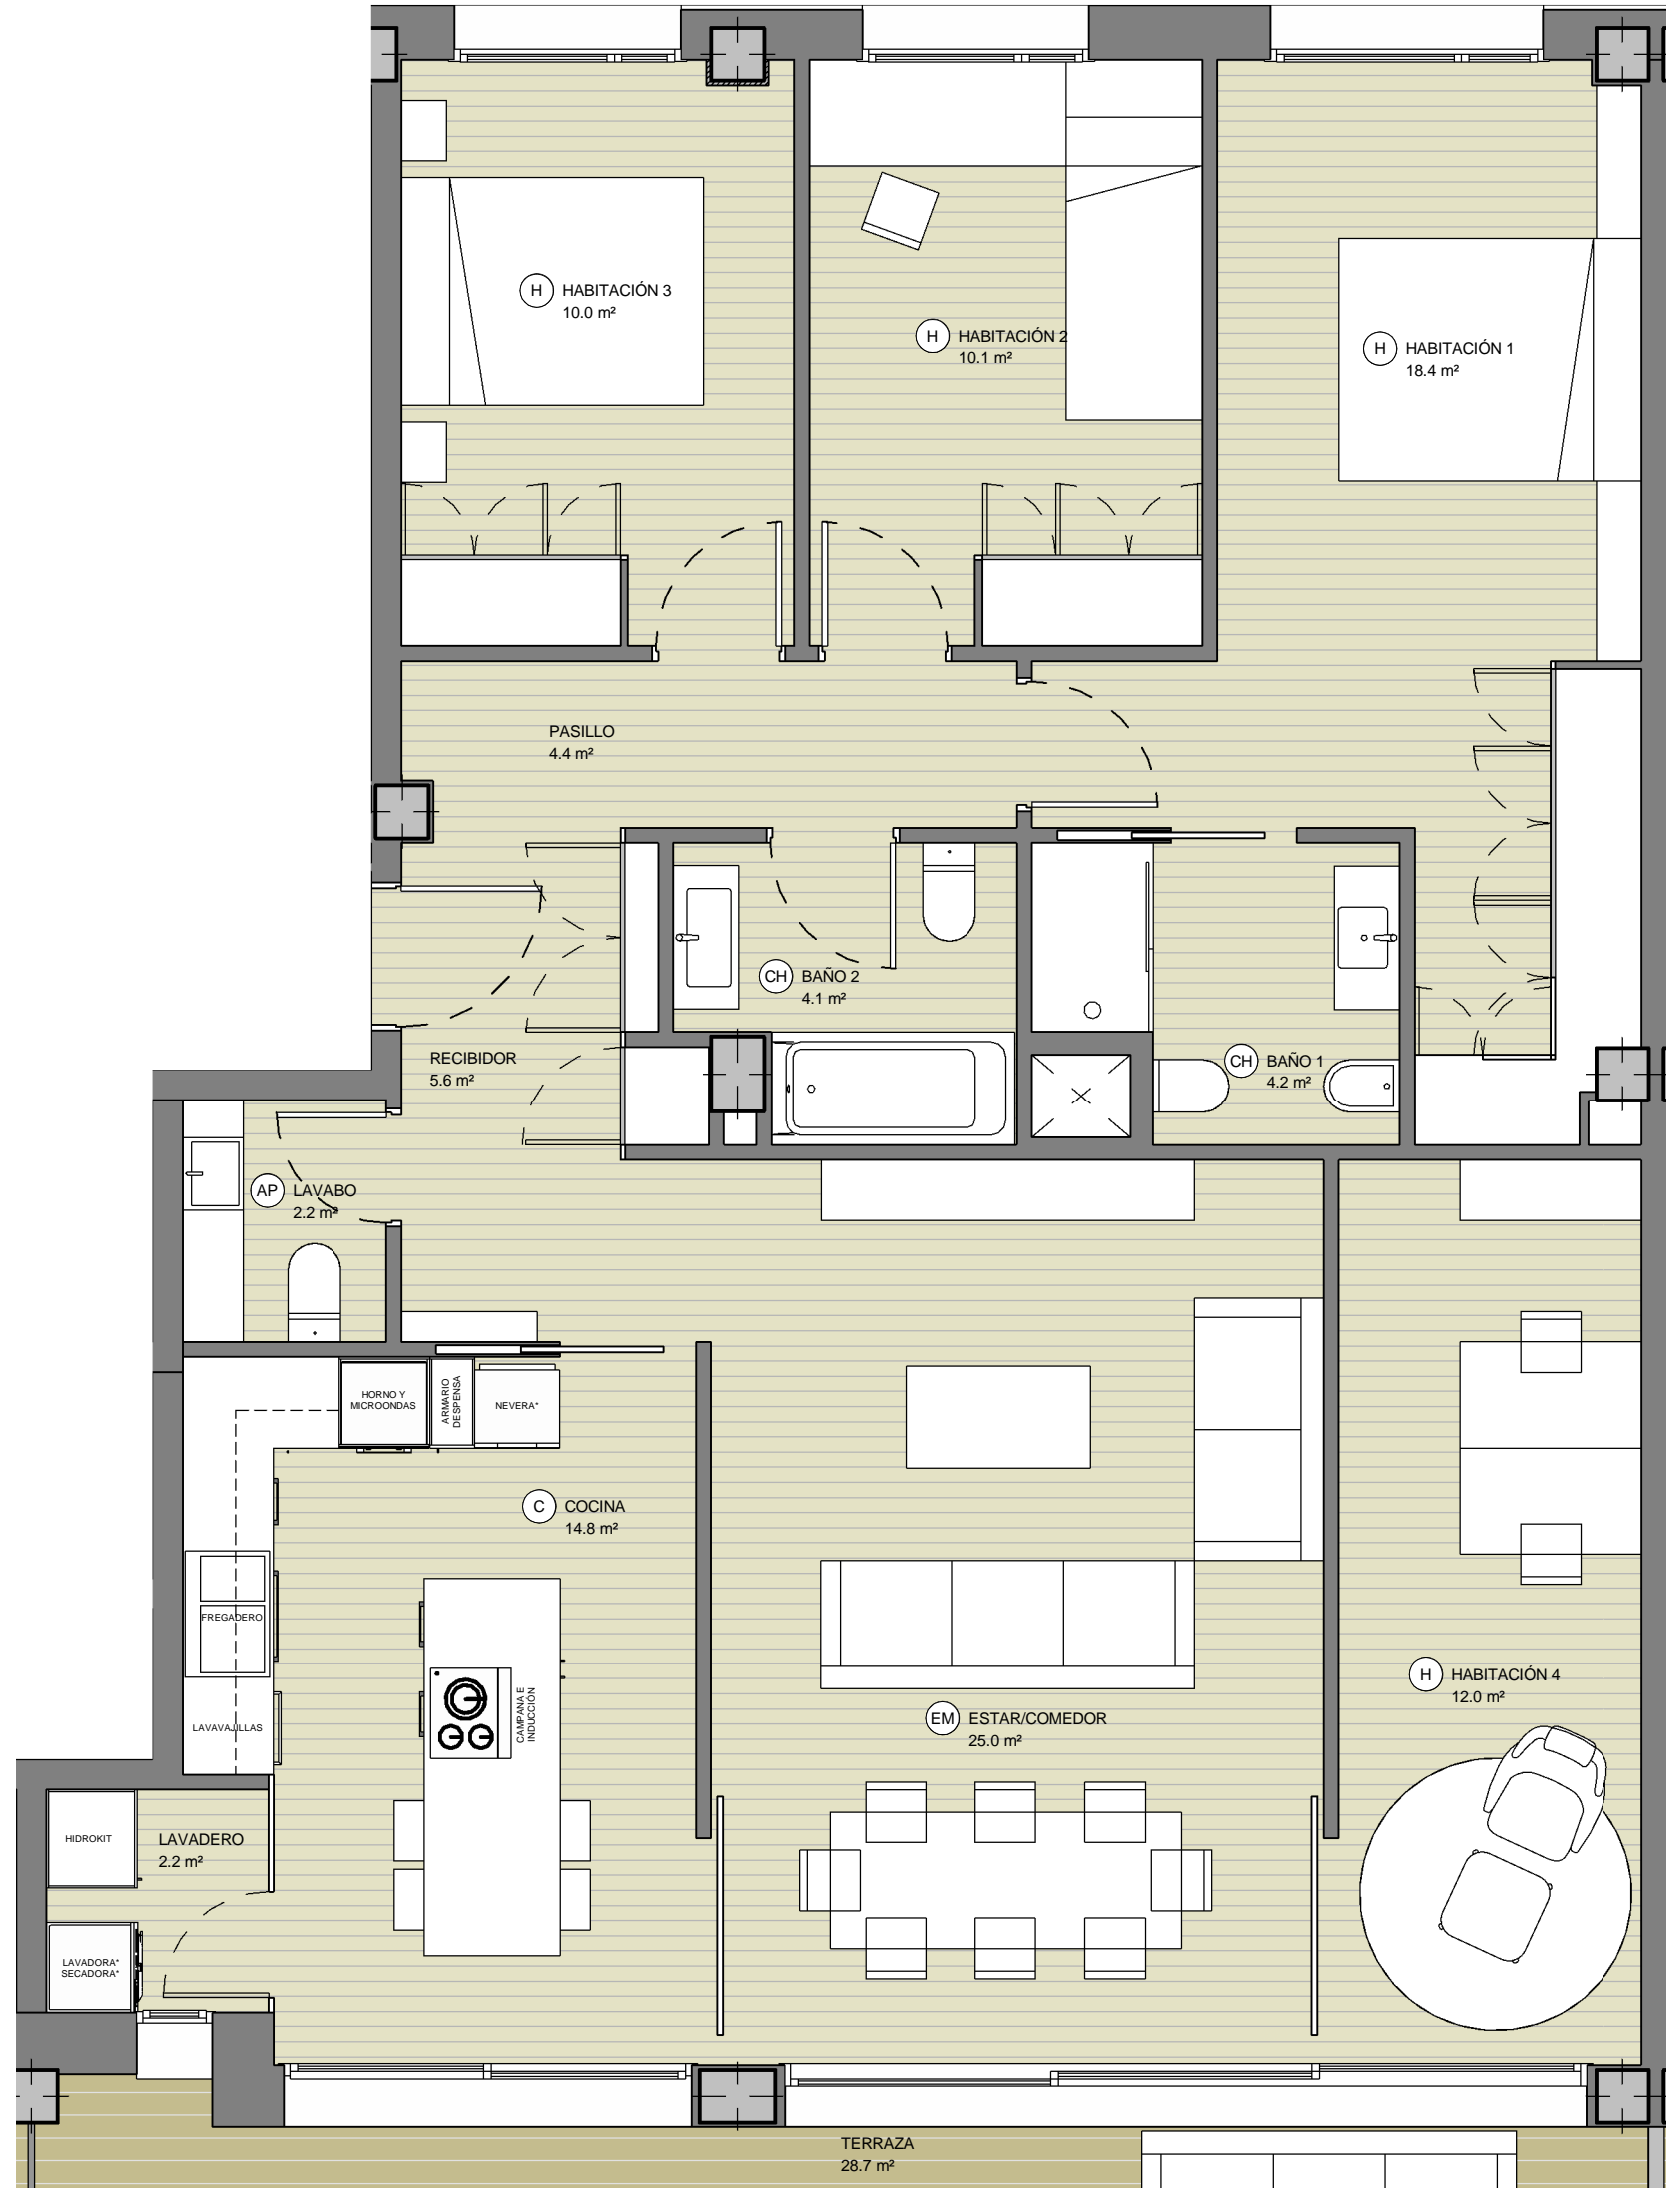 H HABITACIÓN 3
10.0 m²
H HABITACIÓN 2
10.1 m²
H HABITACIÓN 1
18.4 m²
PASILLO
4.4 m²
CH BAÑO 2
4.1 m²
RECIBIDOR
5.6 m²
CH BAÑO 1
4.2 m²
AP LAVABO
2.2 m²
HORNO Y
MICROONDAS
ARMARIO
DESPENSA
NEVERA*
C COCINA
14.8 m²
FREGADERO
LAVAVAJILLAS
CAMPANA E
INDUCCIÓN
H HABITACIÓN 4
12.0 m²
EM ESTAR/COMEDOR
25.0 m²
HIDROKIT
LAVADERO
2.2 m²
LAVADORA*
SECADORA*
TERRAZA
28.7 m²